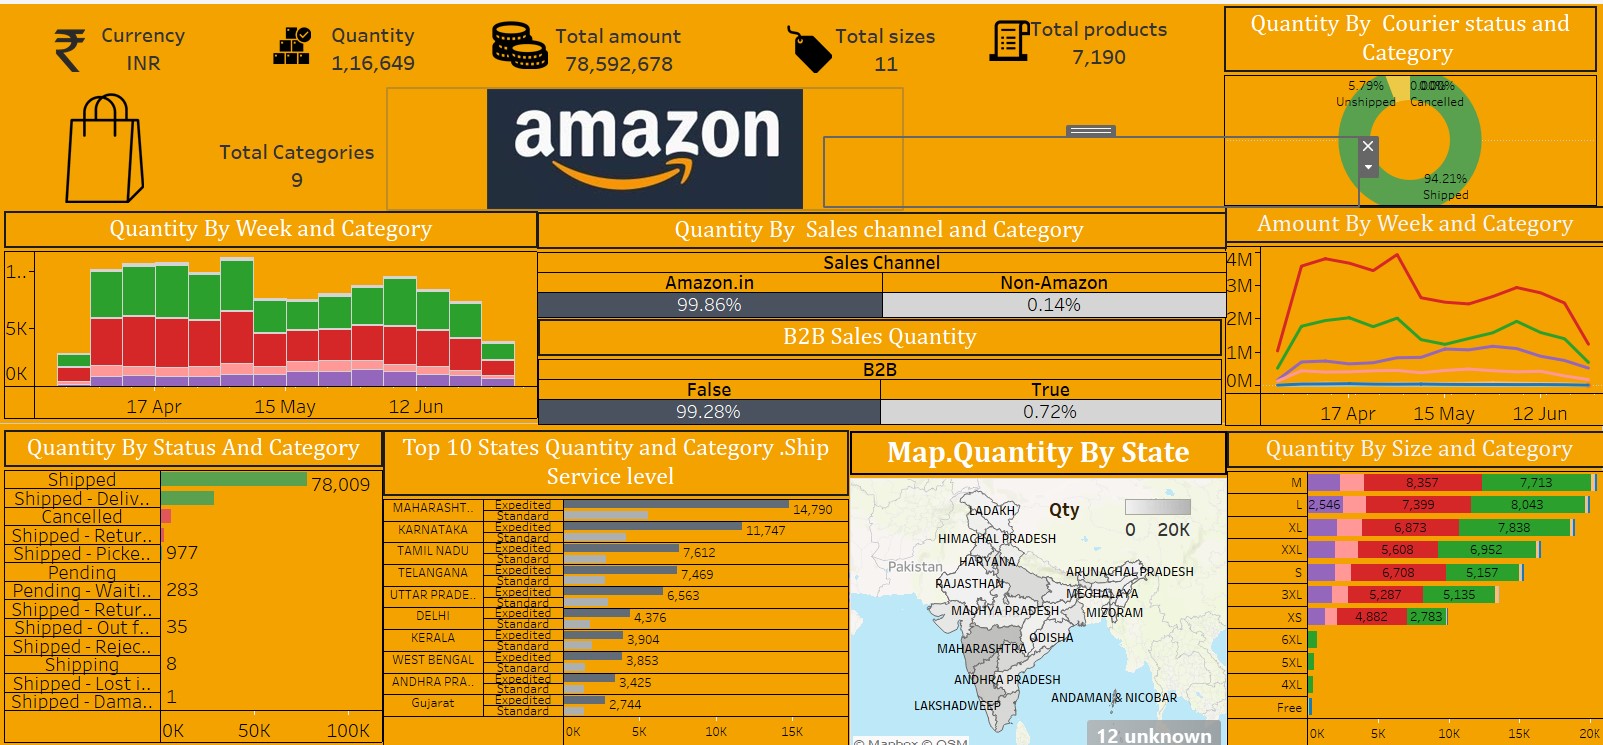 Currency
INR
Quantity
1,16,649
Total amount
78,592,678
Total sizes
11
Total products
7,190
Total Categories
9
amazon
Quantity By Courier status and
Category
5.79%
Unshipped
Cancelled
94.21%
Shipped
Quantity By Week and Category
1..
5K
0K
17 Apr
15 May
12 Jun
Quantity By Sales channel and Category
Sales Channel
Amazon.in
Non-Amazon
99.86%
0.14%
B2B Sales Quantity
B2B
False
True
99.28%
0.72%
Amount By Week and Category
4M
3M
2M
1M
0M
17 Apr
15 May
12 Jun
Quantity By Status And Category
Shipped
78,009
Shipped - Deliv..
Cancelled
Shipped - Retur..
Shipped - Picke..
977
Pending
Pending - Waiti..
283
Shipped - Retur..
Shipped - Out f..
35
Shipped - Rejec..
Shipping
8
Shipped - Lost i..
Shipped - Dama..
1
0K
50K
100K
Top 10 States Quantity and Category .Ship
Service level
MAHARASHT..
Expedited
14,790
Standard
KARNATAKA
Expedited
11,747
Standard
TAMIL NADU
Expedited
7,612
Standard
TELANGANA
Expedited
7,469
Standard
UTTAR PRADE..
Expedited
6,563
Standard
DELHI
Expedited
4,376
Standard
KERALA
Expedited
3,904
Standard
WEST BENGAL
Expedited
3,853
Standard
ANDHRA PRA..
Expedited
3,425
Standard
Gujarat
Expedited
2,744
Standard
0K
5K
10K
15K
Map.Quantity By State
Qty
0 20K
LADAKH
HIMACHAL PRADESH
HARYANA
Pakistan
ARUNACHAL PRADESH
RAJASTHAN
MEGHALAYA
MADHYA PRADESH
MIZORAM
ODISHA
MAHARASHTRA
ANDHRA PRADESH
ANDAMAN & NICOBAR
LAKSHADWEEP
12 unknown
© Mapbox © OSM
Quantity By Size and Category
M
8,357
7,713
L
2,546
7,399
8,043
XL
6,873
7,838
XXL
5,608
6,952
S
6,708
5,157
3XL
5,287
5,135
XS
4,882
2,783
6XL
5XL
4XL
Free
0K
5K
10K
15K
20K